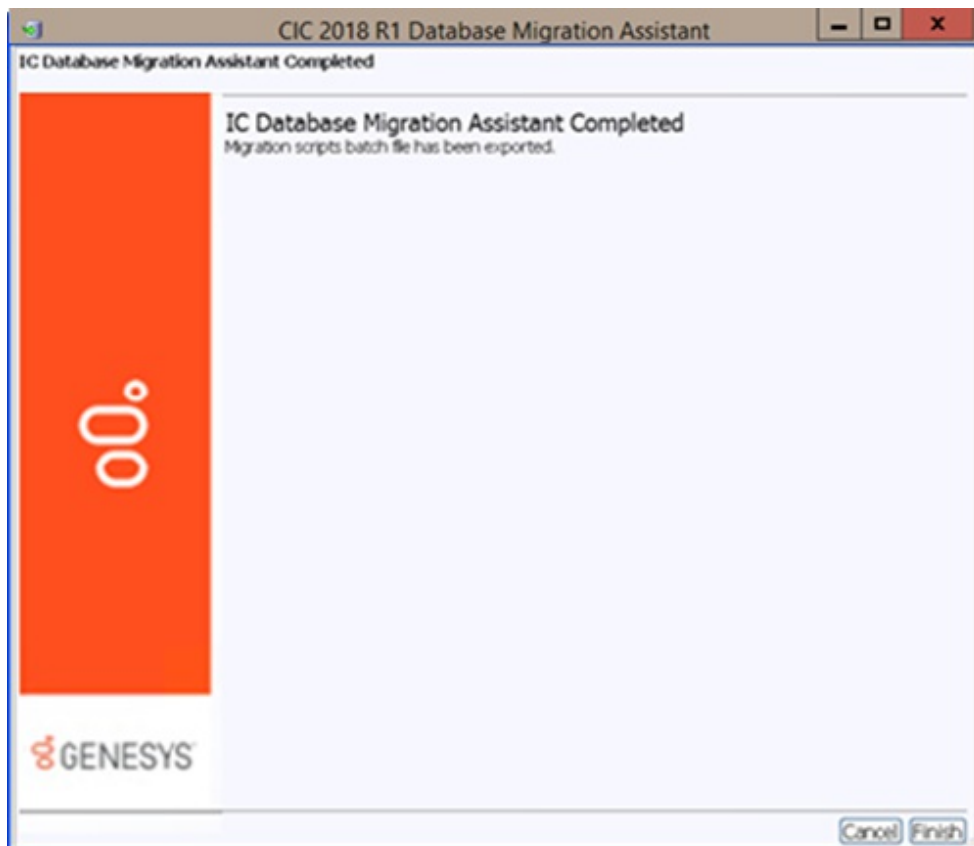 CIC 2018 R1 Database Migration Assistant
IC Database Migration Assistant Completed
IC Database Migration Assistant Completed
Migration scripts batch file has been exported.
GENESYS
Cancel Finish